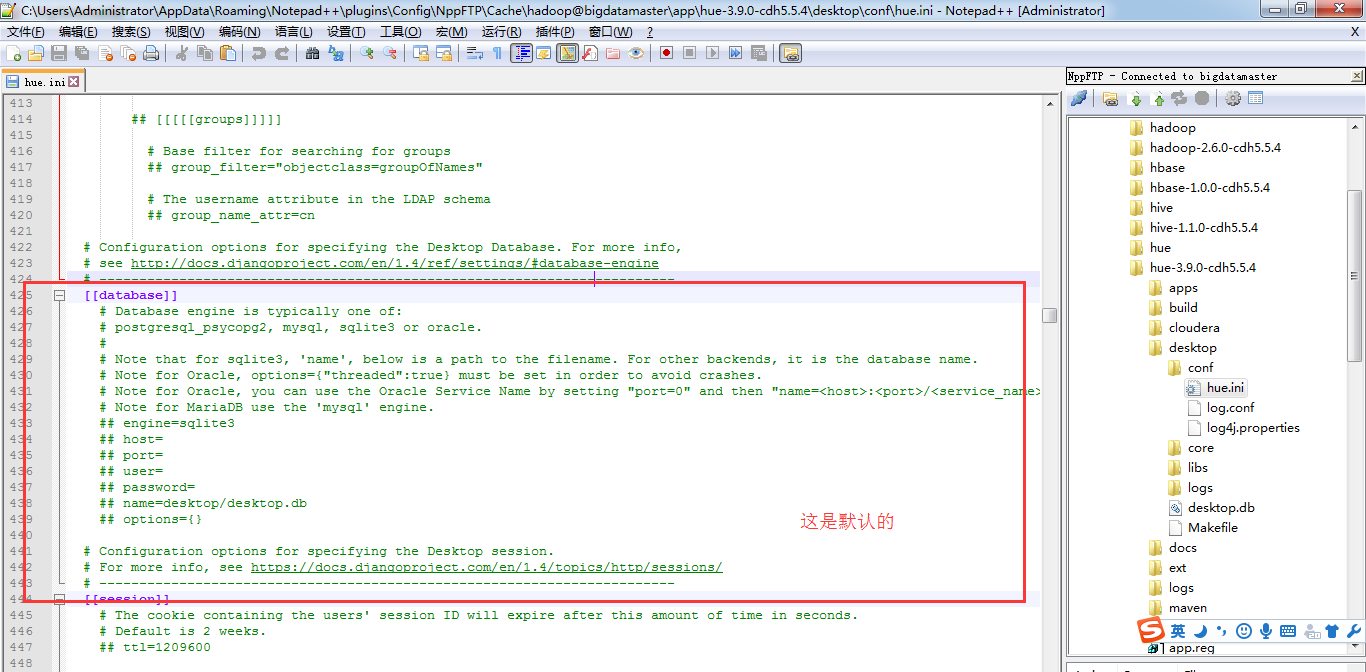 C:\Users\Administrator\AppData\Roaming\Notepad++\plugins\Config\NppFTP\Cache\hadoop@bigdatamaster\app\hue-3.9.0-cdh5.5.4\desktop\conf\hue.ini - Notepad++ [Administrator]
文件(F) 编辑(E) 搜索(S) 视图(V) 编码(N) 语言(L) 设置(T) 工具(O) 宏(M) 运行(R) 插件(P) 窗口(W) ? X
hue.ini
413
414 ## [[[[[groups]]]]]
415
416 # Base filter for searching for groups
417 ## group_filter="objectclass=groupOfNames"
418
419 # The username attribute in the LDAP schema
420 ## group_name_attr=cn
421
422 # Configuration options for specifying the Desktop Database. For more info,
423 # see http://docs.djangoproject.com/en/1.4/ref/settings/#database-engine
424 # ------------------------------------------------------------------------
425 [[database]]
426 # Database engine is typically one of:
427 # postgresql_psycopg2, mysql, sqlite3 or oracle.
428 #
429 # Note that for sqlite3, 'name', below is a path to the filename. For other backends, it is the database name.
430 # Note for Oracle, options={"threaded":true} must be set in order to avoid crashes.
431 # Note for Oracle, you can use the Oracle Service Name by setting "port=0" and then "name=<host>:<port>/<service_name>
432 # Note for MariaDB use the 'mysql' engine.
433 ## engine=sqlite3
434 ## host=
435 ## port=
436 ## user=
437 ## password=
438 ## name=desktop/desktop.db
439 ## options={}
这是默认的
440
441 # Configuration options for specifying the Desktop session.
442 # For more info, see https://docs.djangoproject.com/en/1.4/topics/http/sessions/
443 # ------------------------------------------------------------------------
444 [[session]]
445 # The cookie containing the users' session ID will expire after this amount of time in seconds.
446 # Default is 2 weeks.
447 ## ttl=1209600
448
NppFTP - Connected to bigdatamaster
hadoop
hadoop-2.6.0-cdh5.5.4
hbase
hbase-1.0.0-cdh5.5.4
hive
hive-1.1.0-cdh5.5.4
hue
hue-3.9.0-cdh5.5.4
apps
build
cloudera
desktop
conf
hue.ini
log.conf
log4j.properties
core
libs
logs
desktop.db
Makefile
docs
ext
logs
maven
英
app.reg